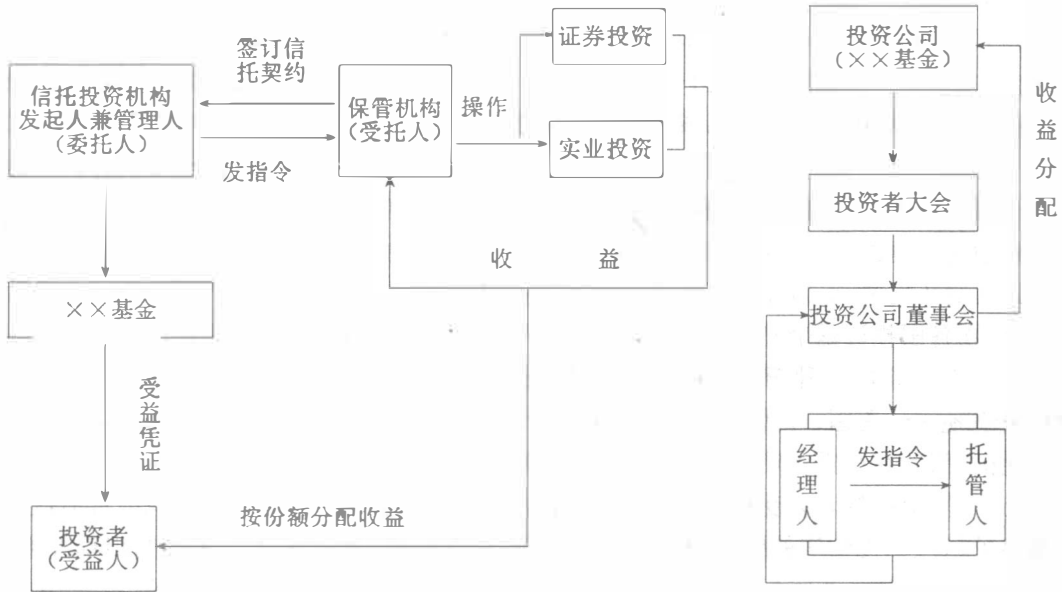 签订信
托契约
信托投资机构
发起人兼管理人
（委托人）
发指令
保管机构
（受托人）
操作
证券投资
实业投资
收益
××基金
受益凭证
投资者
（受益人）
按份额分配收益
投资公司
（××基金）
收益分配
投资者大会
投资公司董事会
经理人
发指令
托管人